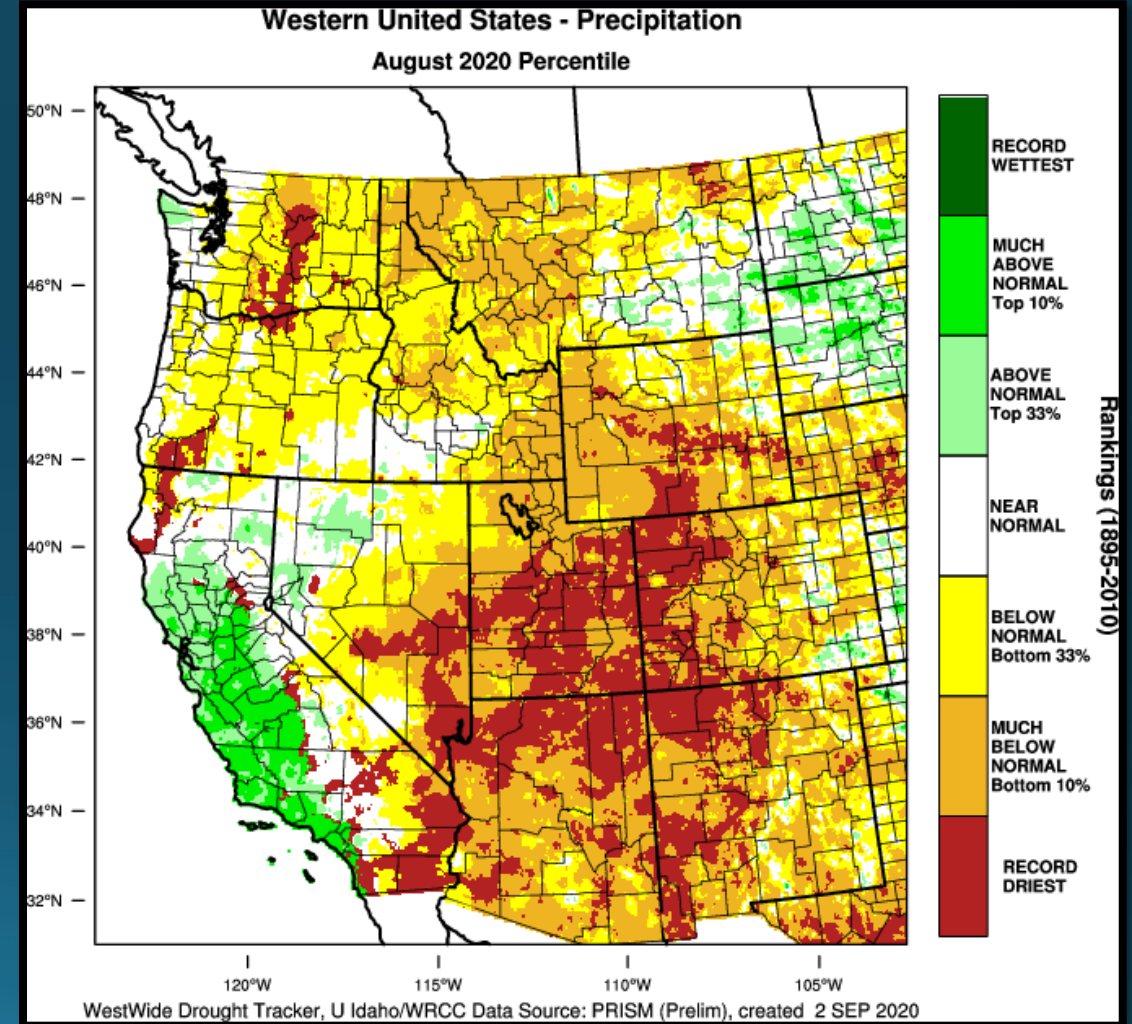 Western United States - Precipitation
August 2020 Percentile
50°N
48°N
46°N
44°N
42°N
40°N
38°N
36°N
34°N
32°N
120°W
115°W
110°W
105°W
RECORD
WETTEST
MUCH
ABOVE
NORMAL
Top 10%
ABOVE
NORMAL
Top 33%
NEAR
NORMAL
BELOW
NORMAL
Bottom 33%
MUCH
BELOW
NORMAL
Bottom 10%
RECORD
DRIEST
Rankings (1895-2010)
WestWide Drought Tracker, U Idaho/WRCC Data Source: PRISM (Prelim), created 2 SEP 2020